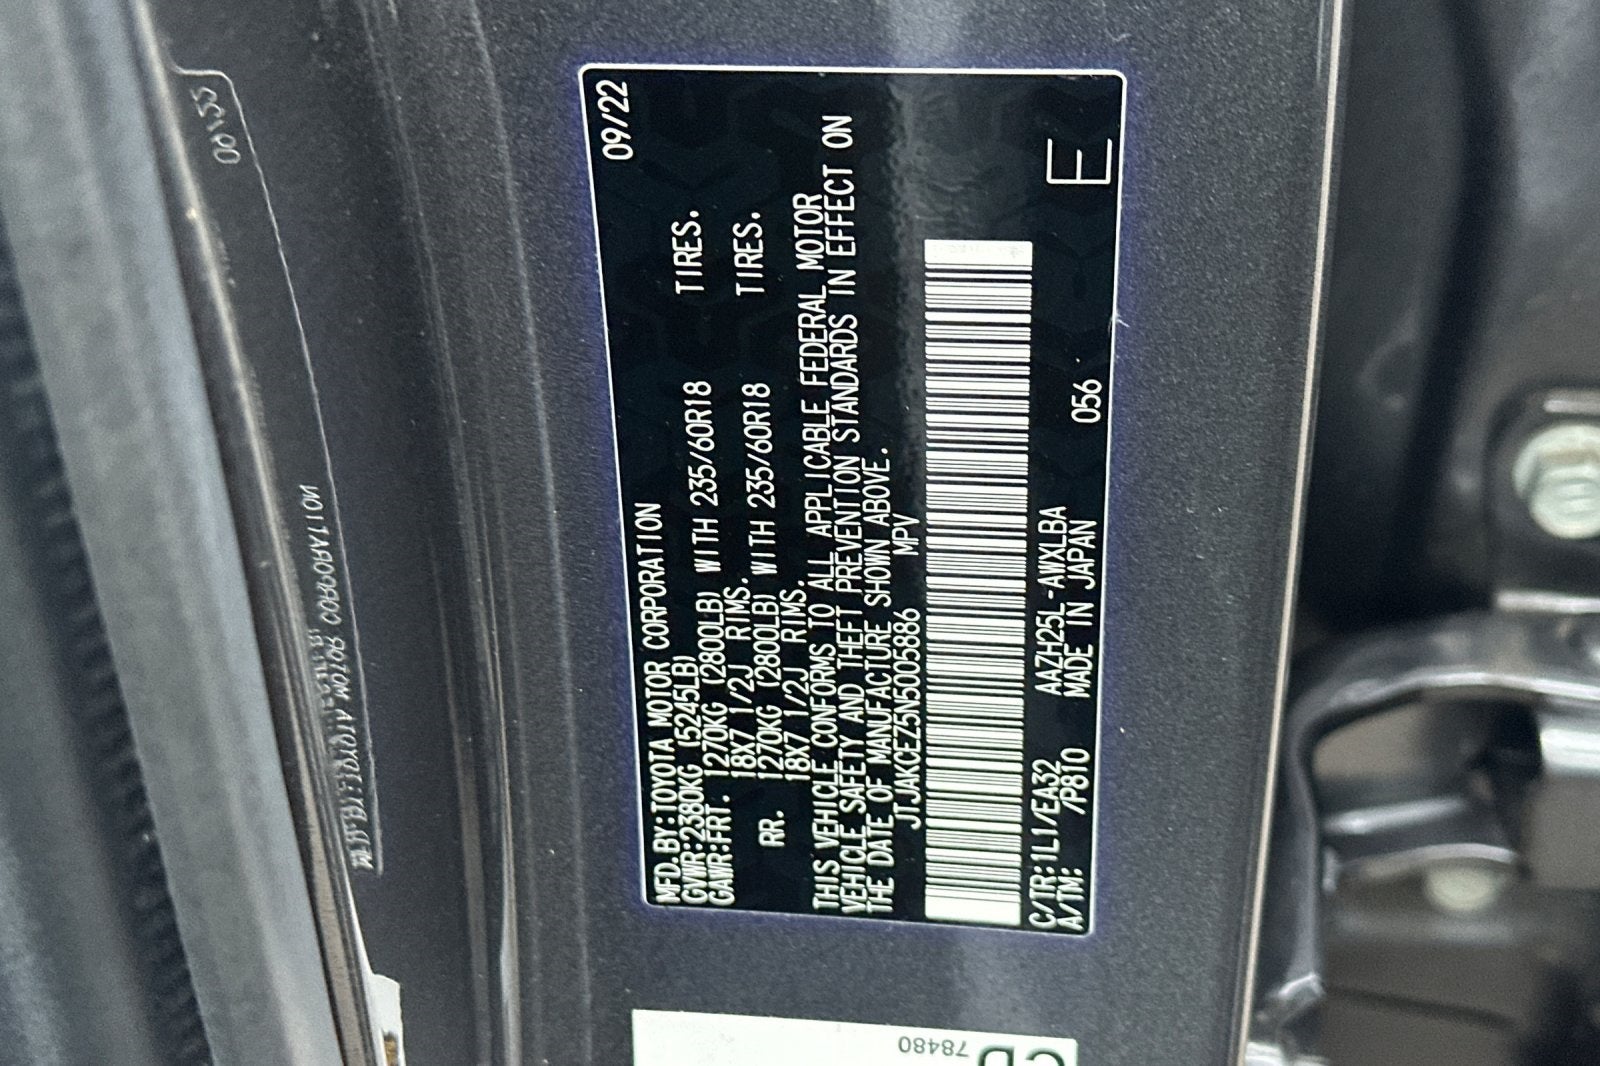 09/22
MFD.BY:TOYOTA MOTOR CORPORATION
GVWR:2380KG (5245LB)
GAWR:FRT. 1270KG (2800LB) WITH 235/60R18 TIRES.
18X7 1/2J RIMS.
RR. 1270KG (2800LB) WITH 235/60R18 TIRES.
18X7 1/2J RIMS.
THIS VEHICLE CONFORMS TO ALL APPLICABLE FEDERAL MOTOR
VEHICLE SAFETY AND THEFT PREVENTION STANDARDS IN EFFECT ON
THE DATE OF MANUFACTURE SHOWN ABOVE.
JTJAKCEZ5N5005886 MPV
C/TR:1L1/EA32 AAZH25L-AWXLBA 056
A/TM: /P810 MADE IN JAPAN
E
78480